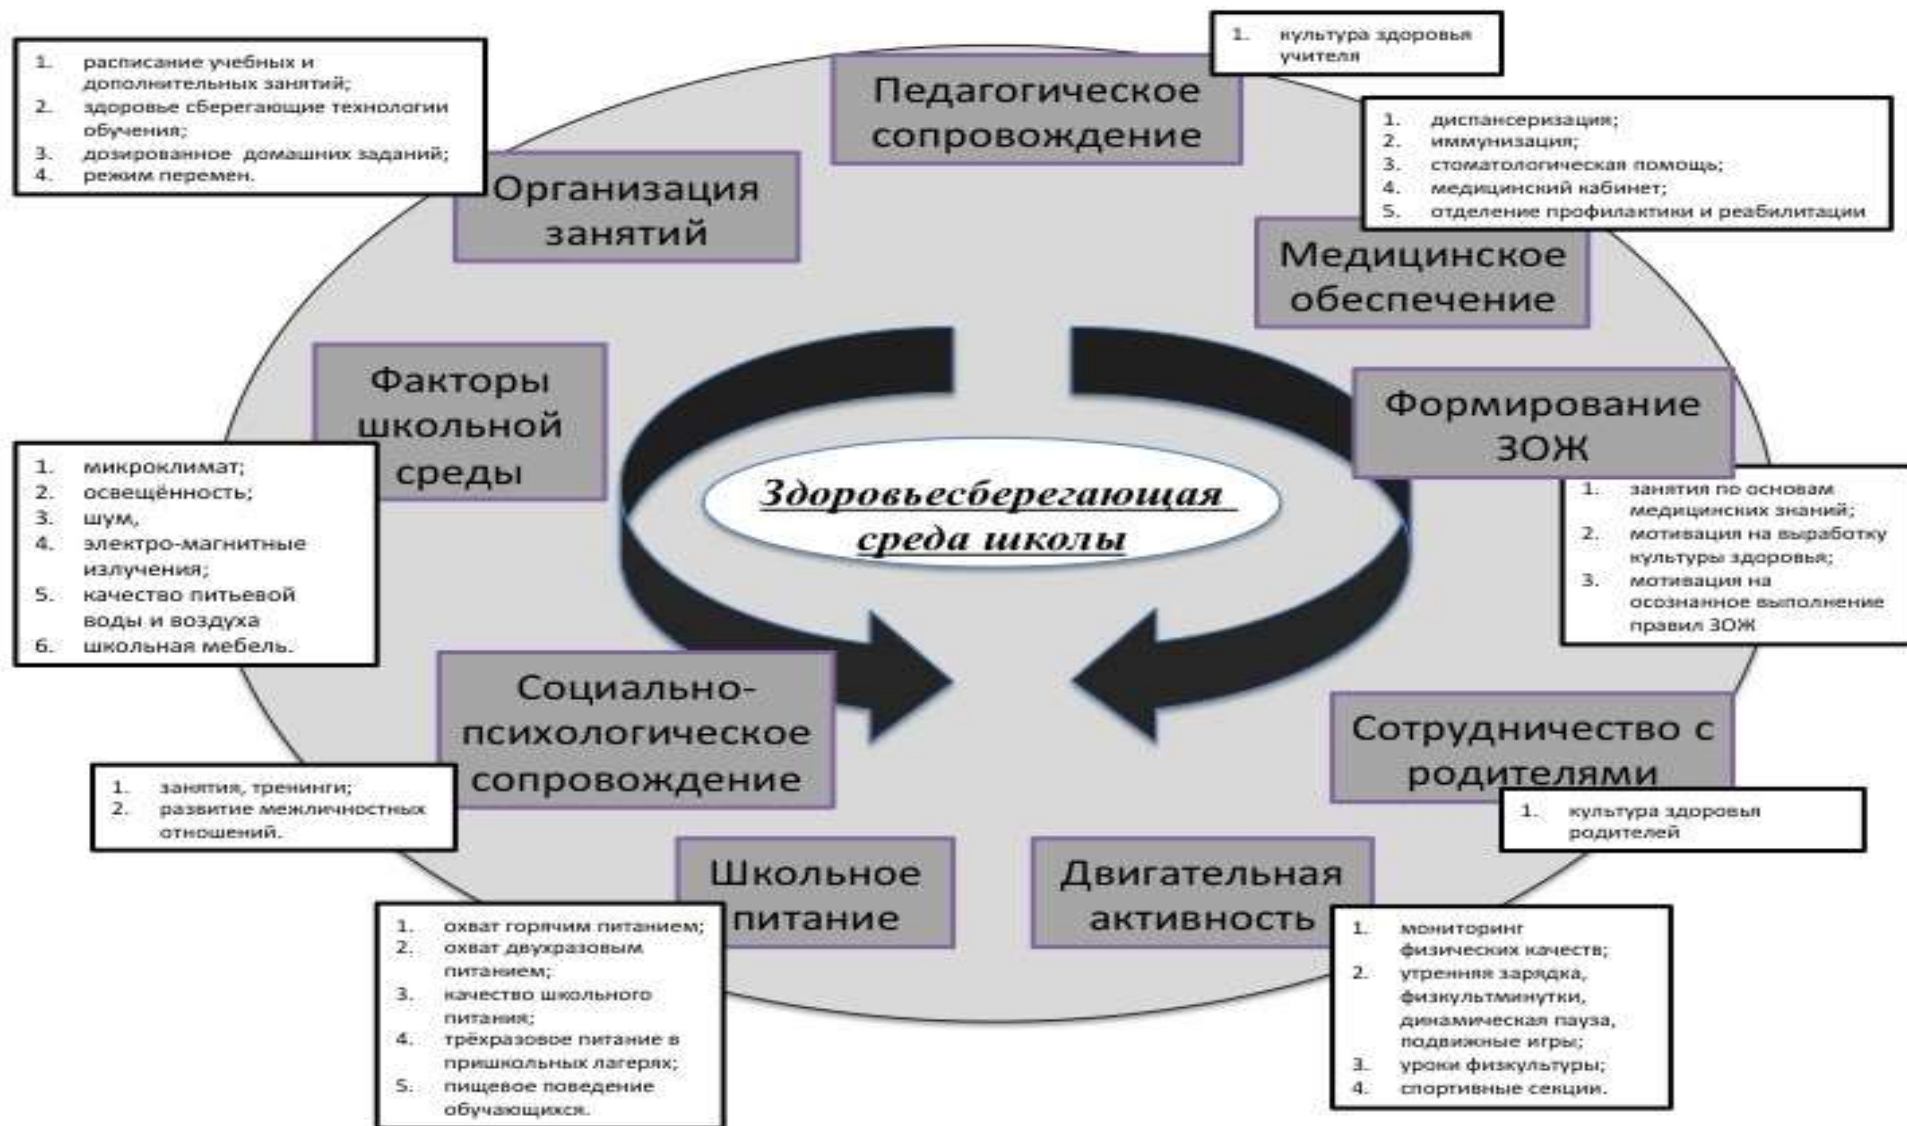 1. культура здоровья
учителя
Педагогическое
сопровождение
1. расписание учебных и
дополнительных занятий;
2. здоровье сберегающие технологии
обучения;
3. дозированное домашних заданий;
4. режим перемен.
Организация
занятий
1. диспансеризация;
2. иммунизация;
3. стоматологическая помощь;
4. медицинский кабинет;
5. отделение профилактики и реабилитации
Медицинское
обеспечение
Факторы
школьной
среды
1. микроклимат;
2. освещённость;
3. шум,
4. электро-магнитные
излучения;
5. качество питьевой
воды и воздуха
6. школьная мебель.
Здоровьесберегающая
среда школы
Формирование
ЗОЖ
1. занятия по основам
медицинских знаний;
2. мотивация на выработку
культуры здоровья;
3. мотивация на
осознанное выполнение
правил ЗОЖ
Социально-
психологическое
сопровождение
1. занятия, тренинги;
2. развитие межличностных
отношений.
Сотрудничество с
родителями
1. культура здоровья
родителей
Школьное
питание
1. охват горячим питанием;
2. охват двухразовым
питанием;
3. качество школьного
питания;
4. трёхразовое питание в
пришкольных лагерях;
5. пищевое поведение
обучающихся.
Двигательная
активность
1. мониторинг
физических качеств;
2. утренняя зарядка,
физкультминутки,
динамическая пауза,
подвижные игры;
3. уроки физкультуры;
4. спортивные секции.